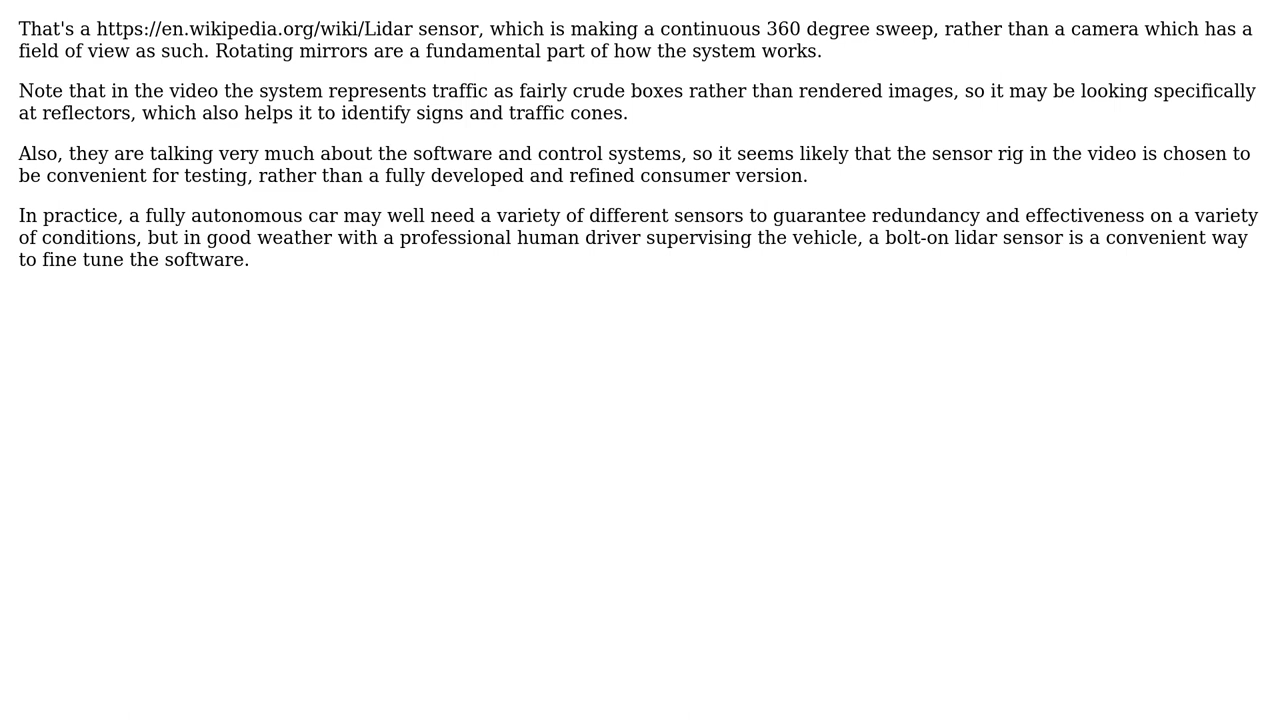 That's a https://en.wikipedia.org/wiki/Lidar sensor, which is making a continuous 360 degree sweep, rather than a camera which has a
field of view as such. Rotating mirrors are a fundamental part of how the system works.
Note that in the video the system represents traffic as fairly crude boxes rather than rendered images, so it may be looking specifically
at reflectors, which also helps it to identify signs and traffic cones.
Also, they are talking very much about the software and control systems, so it seems likely that the sensor rig in the video is chosen to
be convenient for testing, rather than a fully developed and refined consumer version.
In practice, a fully autonomous car may well need a variety of different sensors to guarantee redundancy and effectiveness on a variety
of conditions, but in good weather with a professional human driver supervising the vehicle, a bolt-on lidar sensor is a convenient way
to fine tune the software.